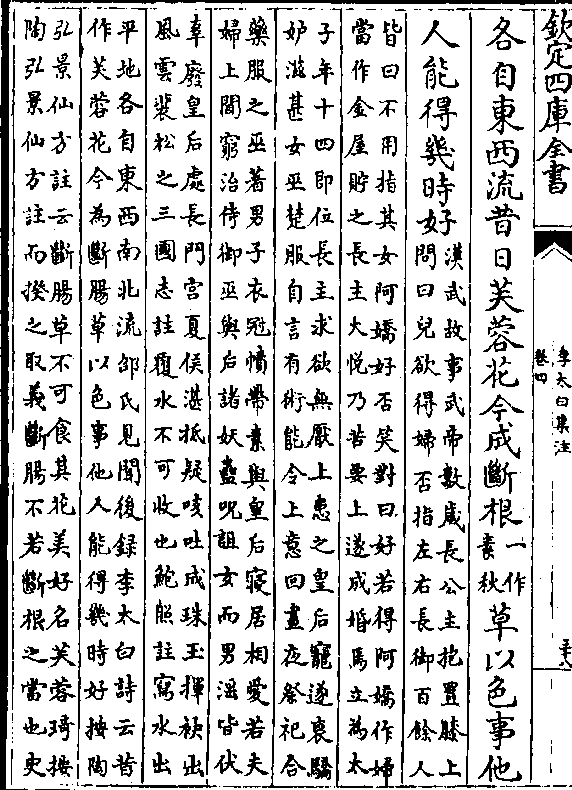 欽定四庫全書
李太白集注
卷四
各自東西流昔日芙蓉花今成斷根一作素秋草以色事他
人能得幾時好漢武故事武帝數歲長公主抱置膝上
問曰兒欲得婦否指左右長御百餘人
皆曰不用指其女阿嬌好否笑對曰好若得阿嬌作婦
當作金屋貯之長主大悅乃苦要上遂成婚焉立為太
子年十四即位長主求欲無厭上患之皇后寵遂衰驕
妒滋甚女巫楚服自言有術能令上意回晝夜祭祀合
藥服之巫著男子衣冠幘帶素與皇后寢居相愛若夫
婦上聞窮治侍御巫與后諸妖蠱呪詛女而男淫皆伏
辜廢皇后處長門宮夏侯湛抵疑咳吐成珠玉揮袂出
風雲裴松之三國志註覆水不可收也鮑照註瀉水出
平地各自東西南北流邵氏見聞後録李太白詩云昔
作芙蓉花今為斷腸草以色事他人能得幾時好按陶
弘景仙方註云斷腸草不可食其花美好名芙蓉琦按
陶弘景仙方註而撥之取義斷腸不若斷根之當也史